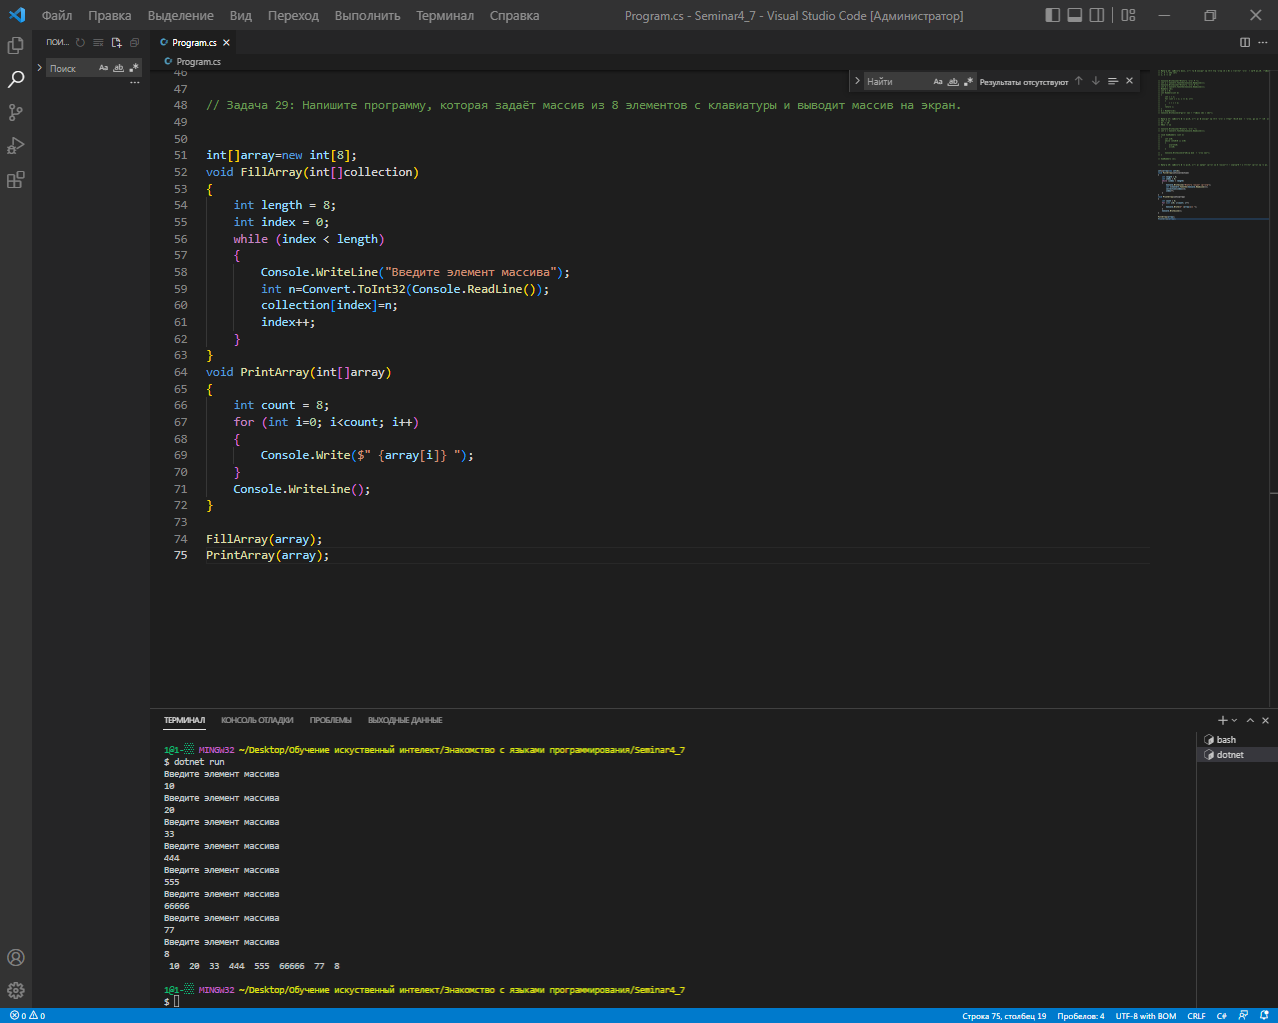 Файл Правка Выделение Вид Переход Выполнить Терминал Справка Program.cs - Seminar4_7 - Visual Studio Code [Администратор]
ПОИ...
Program.cs
Поиск Aa ab
Program.cs
Найти Aa ab Результаты отсутствуют
46
47
48 // Задача 29: Напишите программу, которая задаёт массив из 8 элементов с клавиатуры и выводит массив на экран.
49
50
51 int[]array=new int[8];
52 void FillArray(int[]collection)
53 {
54 int length = 8;
55 int index = 0;
56 while (index < length)
57 {
58 Console.WriteLine("Введите элемент массива");
59 int n=Convert.ToInt32(Console.ReadLine());
60 collection[index]=n;
61 index++;
62 }
63 }
64 void PrintArray(int[]array)
65 {
66 int count = 8;
67 for (int i=0; i<count; i++)
68 {
69 Console.Write($" {array[i]} ");
70 }
71 Console.WriteLine();
72 }
73
74 FillArray(array);
75 PrintArray(array);
ТЕРМИНАЛ КОНСОЛЬ ОТЛАДКИ ПРОБЛЕМЫ ВЫХОДНЫЕ ДАННЫЕ
bash
dotnet
1@1-░░ MINGW32 ~/Desktop/Обучение искуственный интелект/Знакомство с языками программирования/Seminar4_7
$ dotnet run
Введите элемент массива
10
Введите элемент массива
20
Введите элемент массива
33
Введите элемент массива
444
Введите элемент массива
555
Введите элемент массива
66666
Введите элемент массива
77
Введите элемент массива
8
10 20 33 444 555 66666 77 8
1@1-░░ MINGW32 ~/Desktop/Обучение искуственный интелект/Знакомство с языками программирования/Seminar4_7
$
0 0 Строка 75, столбец 19 Пробелов: 4 UTF-8 with BOM CRLF C#